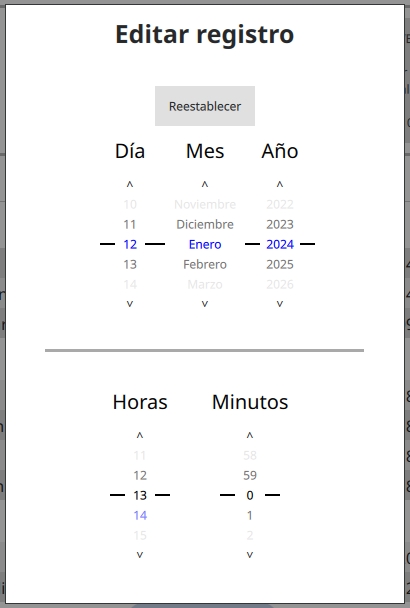 Editar registro
Reestablecer
Día Mes Año
^ ^ ^
10 Noviembre 2022
11 Diciembre 2023
12 Enero 2024
13 Febrero 2025
14 Marzo 2026
v v v
Horas Minutos
^ ^
11 58
12 59
13 0
14 1
15 2
v v